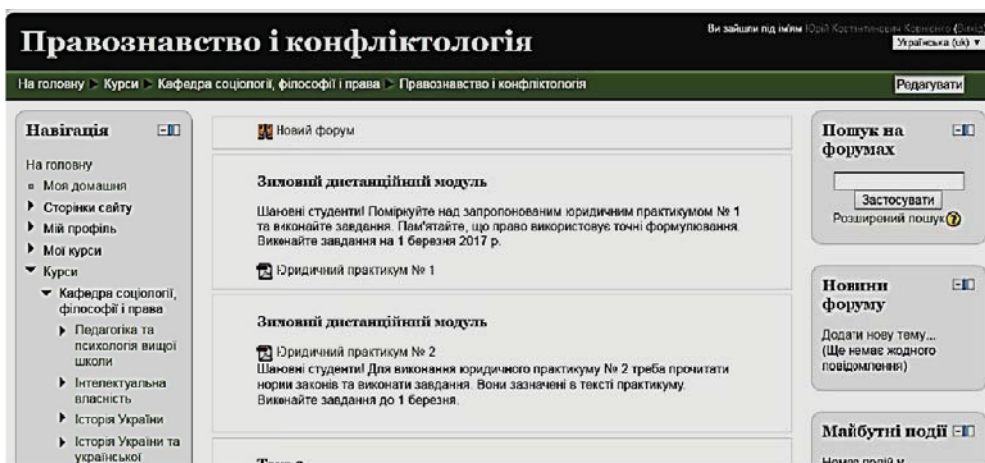 Правознавство і конфліктологія
Ви зайшли під ім'ям Юрій Костянтинович (Вихід)
Українська (uk)
На головну Курси Кафедра соціології, філософії і права Правознавство і конфліктологія
Редагувати
Навігація
На головну
Моя домашня
Сторінки сайту
Мій профіль
Мої курси
Курси
Кафедра соціології,
філософії і права
Педагогіка та
психологія вищої
школи
Інтелектуальна
власність
Історія України
Історія України та
української
Новий форум
Зимовий дистанційний модуль
Шановні студенти! Поміркуйте над запропонованим юридичним практикумом № 1
та виконайте завдання. Пам'ятайте, що право використовує точні формулювання.
Виконайте завдання на 1 березня 2017 р.
Юридичний практикум № 1
Зимовий дистанційний модуль
Юридичний практикум № 2
Шановні студенти! Для виконання юридичного практикуму № 2 треба прочитати
норми законів та виконати завдання. Вони зазначені в тексті практикуму.
Виконайте завдання до 1 березня.
Пошук на
форумах
Застосувати
Розширений пошук
Новини
форуму
Додати нову тему...
(Ще немає жодного
повідомлення)
Майбутні події